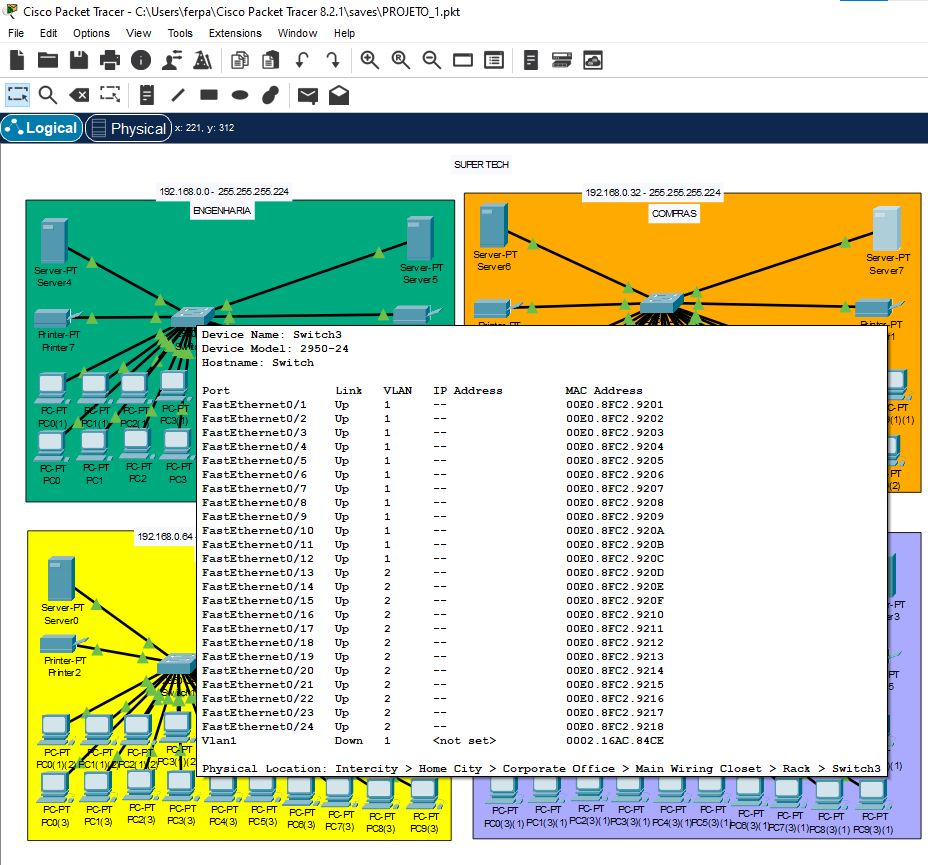 Cisco Packet Tracer - C:\Users\ferpa\Cisco Packet Tracer 8.2.1\saves\PROJETO_1.pkt
File Edit Options View Tools Extensions Window Help
Logical Physical x: 221, y: 312
SUPER TECH
192.168.0.0 - 255.255.255.224
ENGENHARIA
192.168.0.32 - 255.255.255.224
COMPRAS
Server-PT
Server4
Server-PT
Server5
Server-PT
Server6
Server-PT
Server7
Printer-PT
Printer7
Printer-PT
PC-PT PC-PT PC-PT PC-PT
PC0(1) PC1(1) PC2(1) PC3(1)
PC-PT PC-PT PC-PT PC-PT
PC0 PC1 PC2 PC3
Device Name: Switch3
Device Model: 2950-24
Hostname: Switch
Port Link VLAN IP Address MAC Address
FastEthernet0/1 Up 1 -- 00E0.8FC2.9201
FastEthernet0/2 Up 1 -- 00E0.8FC2.9202
FastEthernet0/3 Up 1 -- 00E0.8FC2.9203
FastEthernet0/4 Up 1 -- 00E0.8FC2.9204
FastEthernet0/5 Up 1 -- 00E0.8FC2.9205
FastEthernet0/6 Up 1 -- 00E0.8FC2.9206
FastEthernet0/7 Up 1 -- 00E0.8FC2.9207
FastEthernet0/8 Up 1 -- 00E0.8FC2.9208
FastEthernet0/9 Up 1 -- 00E0.8FC2.9209
FastEthernet0/10 Up 1 -- 00E0.8FC2.920A
FastEthernet0/11 Up 1 -- 00E0.8FC2.920B
FastEthernet0/12 Up 1 -- 00E0.8FC2.920C
FastEthernet0/13 Up 2 -- 00E0.8FC2.920D
FastEthernet0/14 Up 2 -- 00E0.8FC2.920E
FastEthernet0/15 Up 2 -- 00E0.8FC2.920F
FastEthernet0/16 Up 2 -- 00E0.8FC2.9210
FastEthernet0/17 Up 2 -- 00E0.8FC2.9211
FastEthernet0/18 Up 2 -- 00E0.8FC2.9212
FastEthernet0/19 Up 2 -- 00E0.8FC2.9213
FastEthernet0/20 Up 2 -- 00E0.8FC2.9214
FastEthernet0/21 Up 2 -- 00E0.8FC2.9215
FastEthernet0/22 Up 2 -- 00E0.8FC2.9216
FastEthernet0/23 Up 2 -- 00E0.8FC2.9217
FastEthernet0/24 Up 2 -- 00E0.8FC2.9218
Vlan1 Down 1 <not set> 0002.16AC.84CE
Physical Location: Intercity > Home City > Corporate Office > Main Wiring Closet > Rack > Switch3
192.168.0.64
Server-PT
Server0
Printer-PT
Printer2
PC-PT PC-PT PC-PT PC-PT
PC0(1)(2) PC1(1)(2) PC2(1)(2) PC3(1)(2)
PC-PT PC-PT PC-PT PC-PT PC-PT PC-PT PC-PT PC-PT PC-PT PC-PT
PC0(3) PC1(3) PC2(3) PC3(3) PC4(3) PC5(3) PC6(3) PC7(3) PC8(3) PC9(3)
PC-PT PC-PT PC-PT PC-PT PC-PT PC-PT PC-PT PC-PT PC-PT PC-PT
PC0(3)(1) PC1(3)(1) PC2(3)(1) PC3(3)(1) PC4(3)(1) PC5(3)(1) PC6(3)(1) PC7(3)(1) PC8(3)(1) PC9(3)(1)